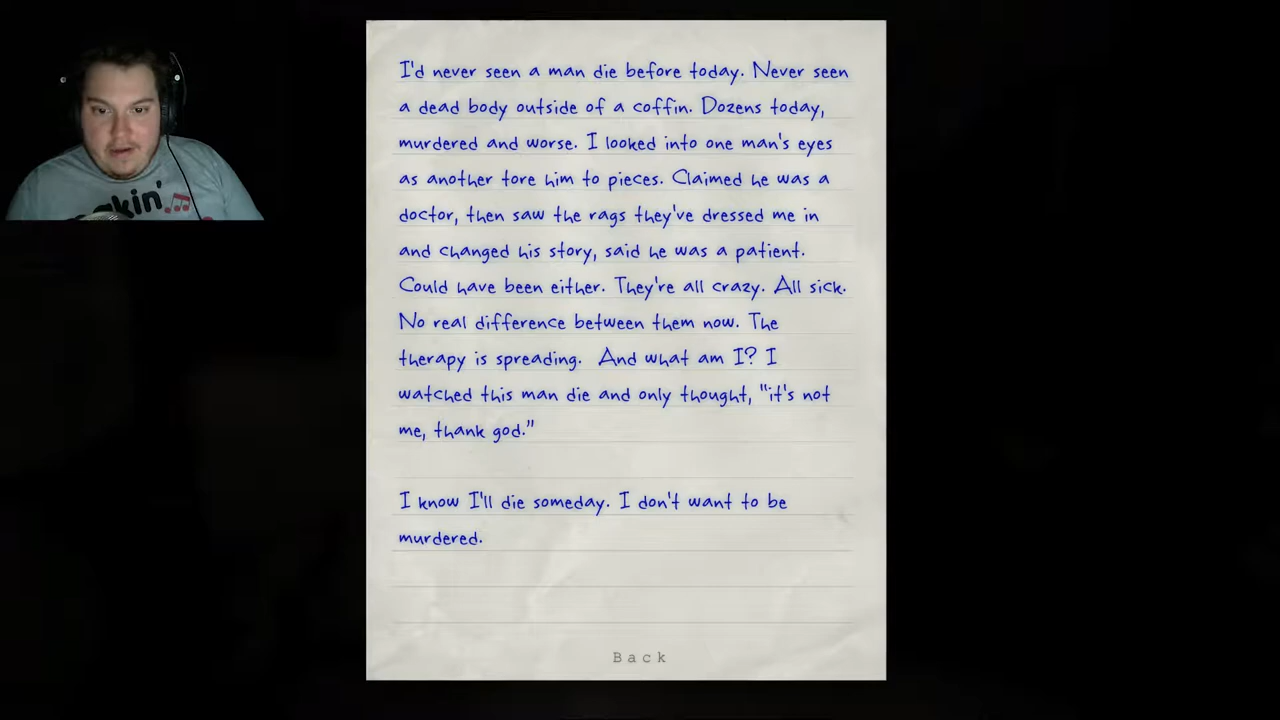 I'd never seen a man die before today. Never seen
a dead body outside of a coffin. Dozens today,
murdered and worse. I looked into one man's eyes
as another tore him to pieces. Claimed he was a
doctor, then saw the rags they've dressed me in
and changed his story, said he was a patient.
Could have been either. They're all crazy. All sick.
No real difference between them now. The
therapy is spreading. And what am I? I
watched this man die and only thought, "it's not
me, thank god."
I know I'll die someday. I don't want to be
murdered.
Back